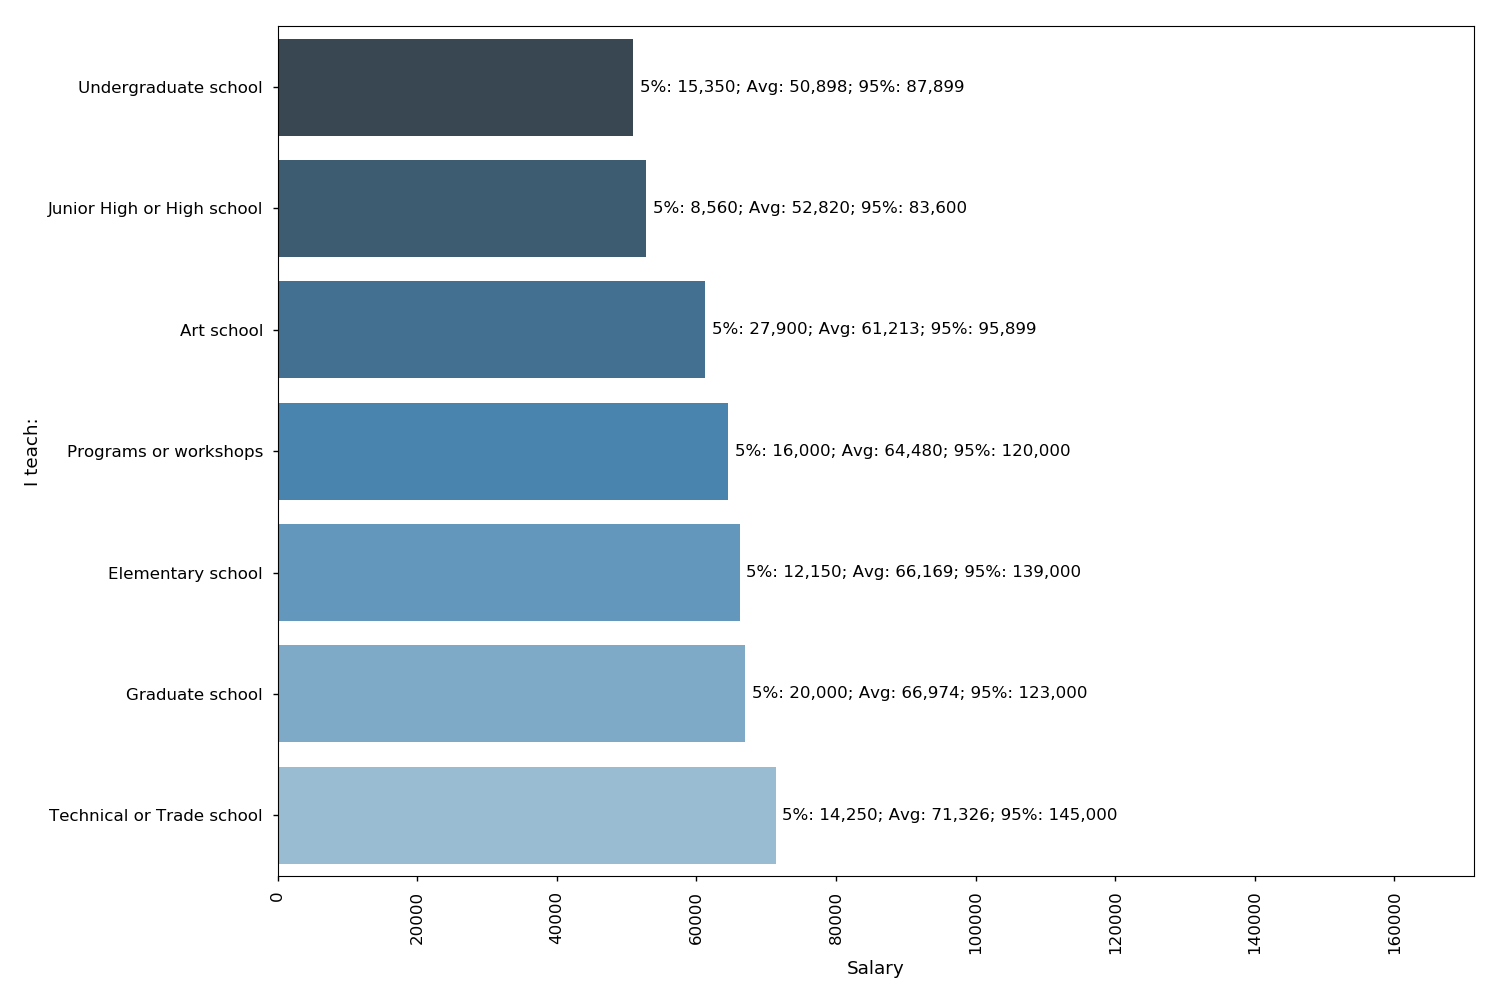 I teach:
Undergraduate school
5%: 15,350; Avg: 50,898; 95%: 87,899
Junior High or High school
5%: 8,560; Avg: 52,820; 95%: 83,600
Art school
5%: 27,900; Avg: 61,213; 95%: 95,899
Programs or workshops
5%: 16,000; Avg: 64,480; 95%: 120,000
Elementary school
5%: 12,150; Avg: 66,169; 95%: 139,000
Graduate school
5%: 20,000; Avg: 66,974; 95%: 123,000
Technical or Trade school
5%: 14,250; Avg: 71,326; 95%: 145,000
0
20000
40000
60000
80000
100000
120000
140000
160000
Salary